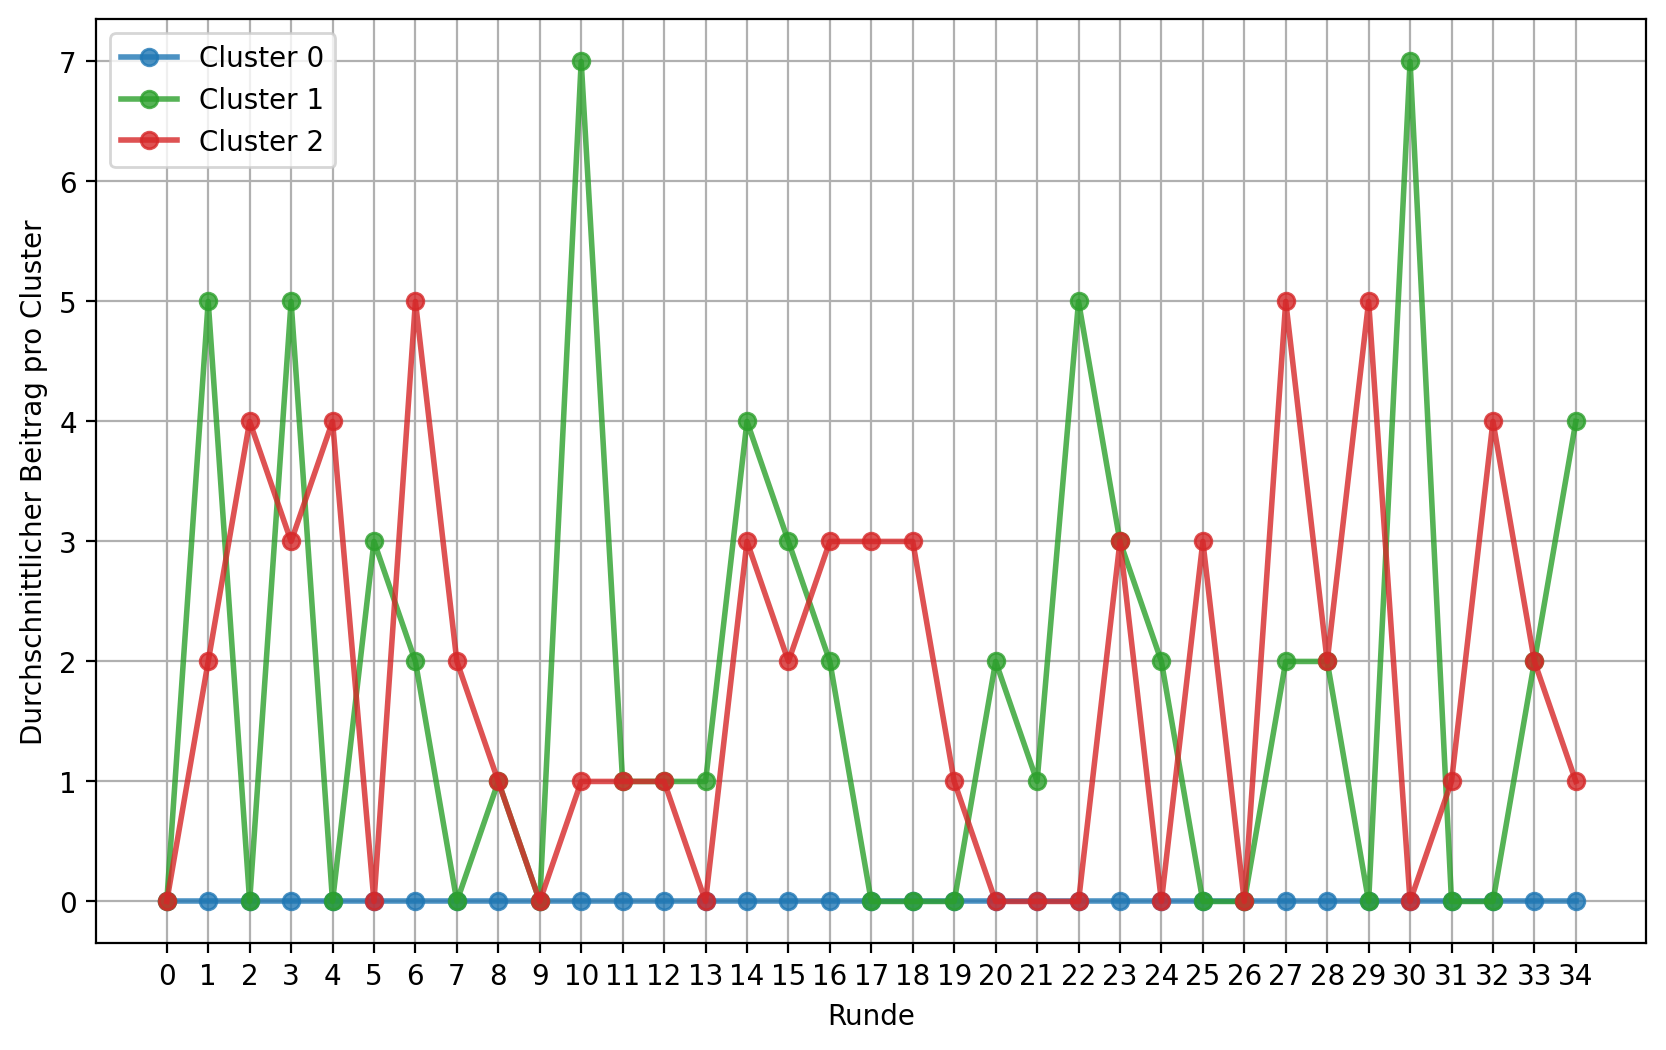 Cluster 0
Cluster 1
Cluster 2
Durchschnittlicher Beitrag pro Cluster
7
6
5
4
3
2
1
0
0 1 2 3 4 5 6 7 8 9 10 11 12 13 14 15 16 17 18 19 20 21 22 23 24 25 26 27 28 29 30 31 32 33 34
Runde